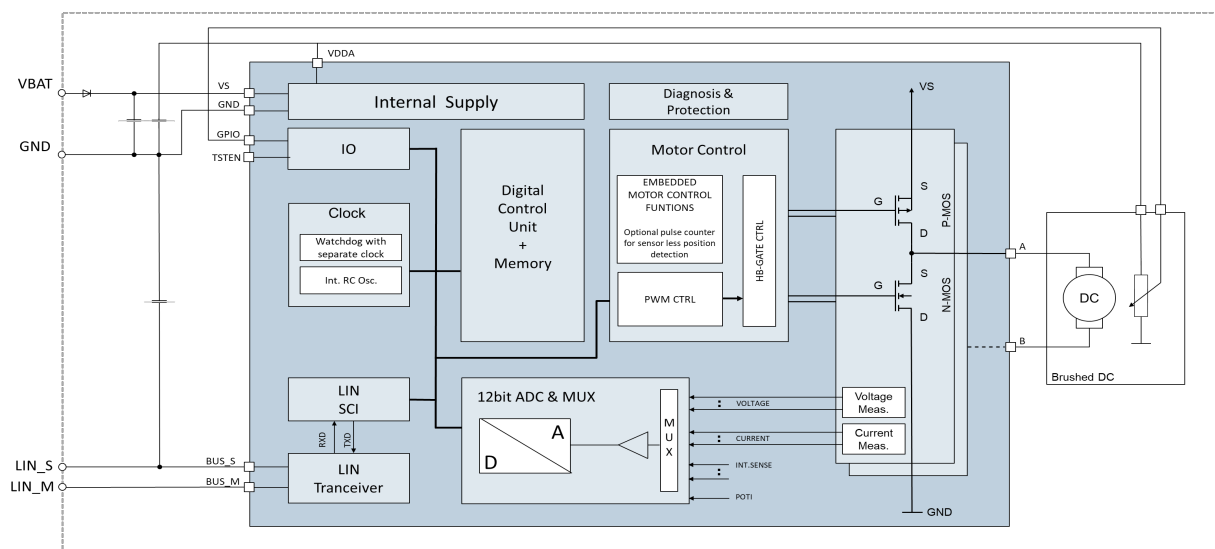 VDDA
VBAT
VS
GND
GPIO
TSTEN
GND
Internal Supply
Diagnosis &
Protection
VS
IO
Digital
Control
Unit
+
Memory
Motor Control
EMBEDDED
MOTOR CONTROL
FUNTIONS
Optional pulse counter
for sensor less position
detection
HB-GATE CTRL
PWM CTRL
Clock
Watchdog with
separate clock
Int. RC Osc.
G
S
D
P-MOS
G
S
D
N-MOS
A
B
DC
Brushed DC
LIN
SCI
RXD
TXD
LIN
Tranceiver
12bit ADC & MUX
A
D
M
U
X
: VOLTAGE
: CURRENT
INT.SENSE
:
POTI
Voltage
Meas.
Current
Meas.
GND
LIN_S
LIN_M
BUS_S
BUS_M